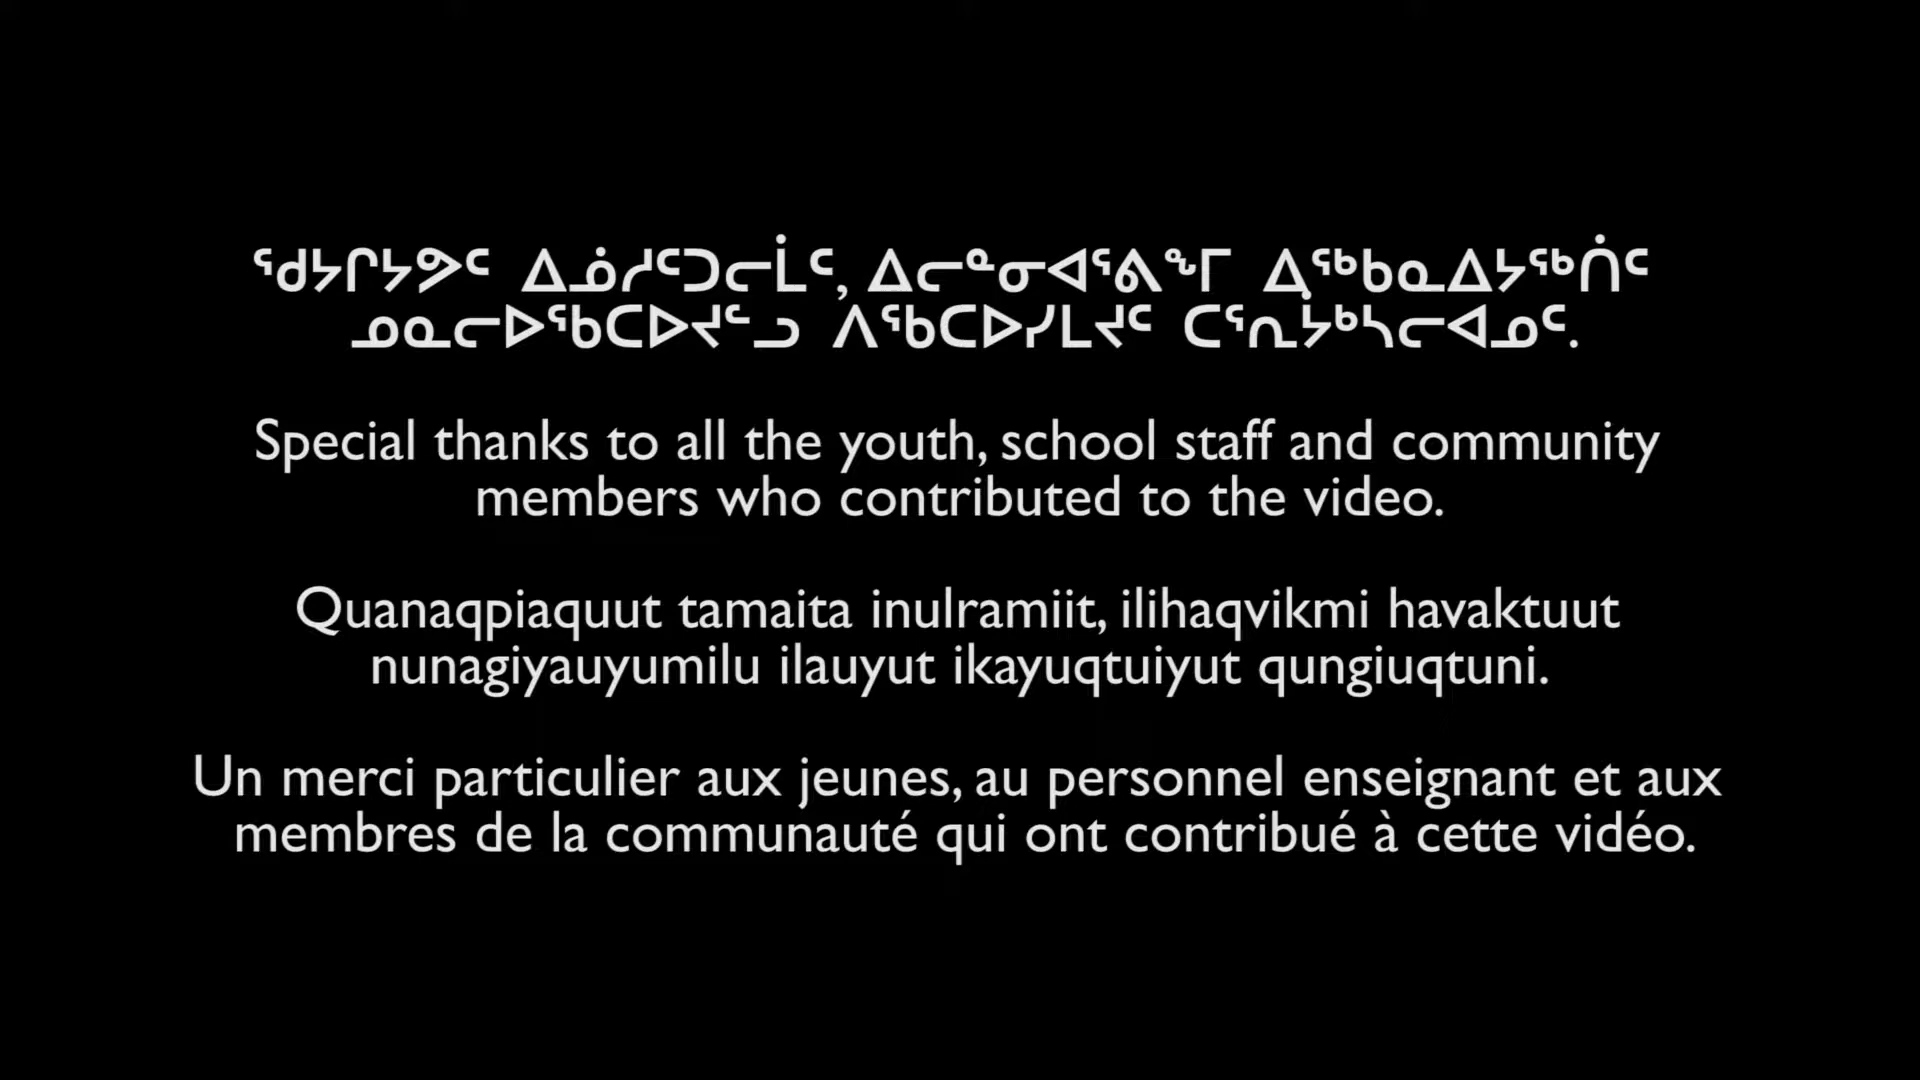 ᖁᔭᒋᔭᕗᑦ ᐃᓅᓱᑦᑐᓕᒫᑦ, ᐃᓕᓐᓂᐊᕐᕕᖕᒥ ᐃᖅᑲᓇᐃᔭᖅᑏᑦ
ᓄᓇᓕᐅᖃᑕᐅᔪᓪᓗ ᐱᖃᑕᐅᓯᒪᔪᑦ ᑕᕐᕆᔮᒃᓴᓕᐊᓄᑦ.
Special thanks to all the youth, school staff and community
members who contributed to the video.
Quanaqpiaquut tamaita inulramiit, ilihaqvikmi havaktuut
nunagiyauyumilu ilauyut ikayuqtuiyut qungiuqtuni.
Un merci particulier aux jeunes, au personnel enseignant et aux
membres de la communauté qui ont contribué à cette vidéo.